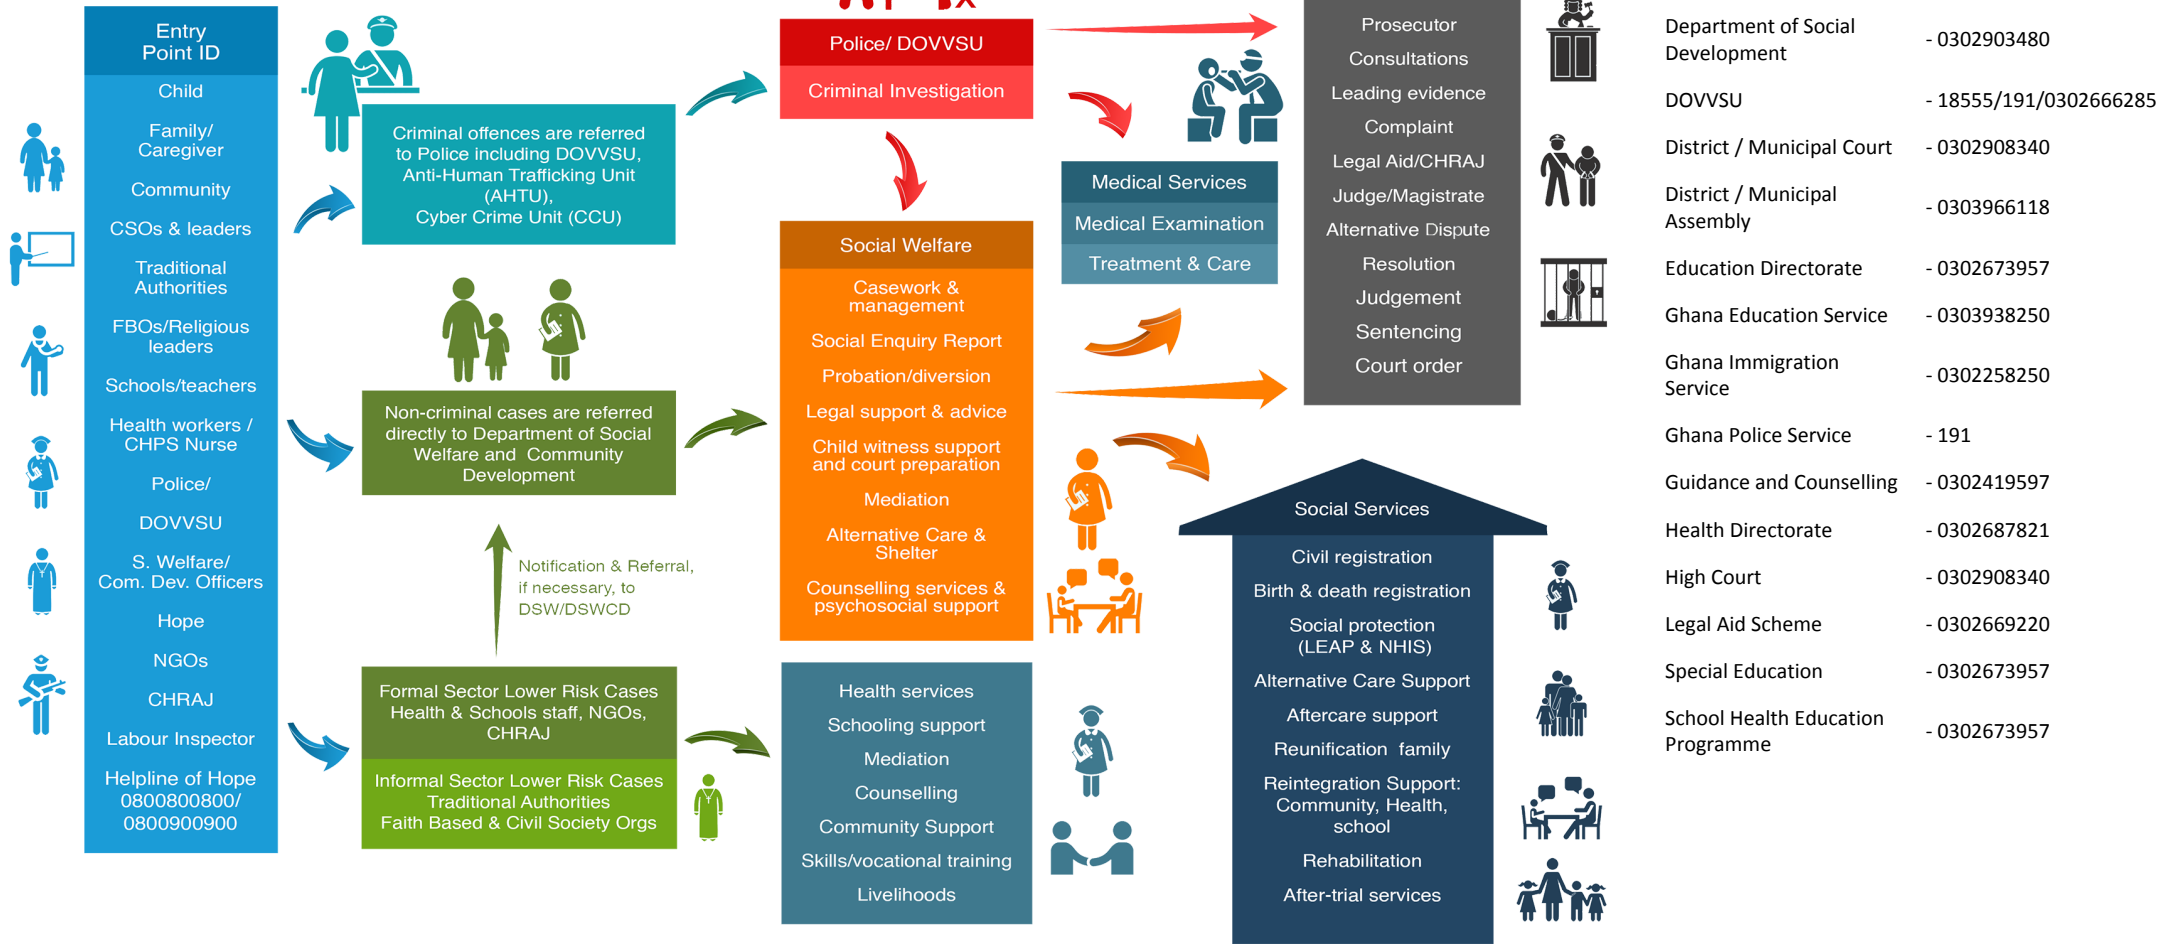 Entry
Point ID
Child
Family/
Caregiver
Community
CSOs & leaders
Traditional
Authorities
FBOs/Religious
leaders
Schools/teachers
Health workers /
CHPS Nurse
Police/
DOVVSU
S. Welfare/
Com. Dev. Officers
Hope
NGOs
CHRAJ
Labour Inspector
Helpline of Hope
0800800800/
0800900900
Criminal offences are referred
to Police including DOVVSU,
Anti-Human Trafficking Unit
(AHTU),
Cyber Crime Unit (CCU)
Non-criminal cases are referred
directly to Department of Social
Welfare and Community
Development
Notification & Referral,
if necessary, to
DSW/DSWCD
Formal Sector Lower Risk Cases
Health & Schools staff, NGOs,
CHRAJ
Informal Sector Lower Risk Cases
Traditional Authorities
Faith Based & Civil Society Orgs
Police/ DOVVSU
Criminal Investigation
Social Welfare
Casework &
management
Social Enquiry Report
Probation/diversion
Legal support & advice
Child witness support
and court preparation
Mediation
Alternative Care &
Shelter
Counselling services &
psychosocial support
Health services
Schooling support
Mediation
Counselling
Community Support
Skills/vocational training
Livelihoods
Medical Services
Medical Examination
Treatment & Care
Prosecutor
Consultations
Leading evidence
Complaint
Legal Aid/CHRAJ
Judge/Magistrate
Alternative Dispute
Resolution
Judgement
Sentencing
Court order
Social Services
Civil registration
Birth & death registration
Social protection
(LEAP & NHIS)
Alternative Care Support
Aftercare support
Reunification family
Reintegration Support:
Community, Health,
school
Rehabilitation
After-trial services
Department of Social
Development - 0302903480
DOVVSU - 18555/191/0302666285
District / Municipal Court - 0302908340
District / Municipal
Assembly - 0303966118
Education Directorate - 0302673957
Ghana Education Service - 0303938250
Ghana Immigration
Service - 0302258250
Ghana Police Service - 191
Guidance and Counselling - 0302419597
Health Directorate - 0302687821
High Court - 0302908340
Legal Aid Scheme - 0302669220
Special Education - 0302673957
School Health Education
Programme - 0302673957